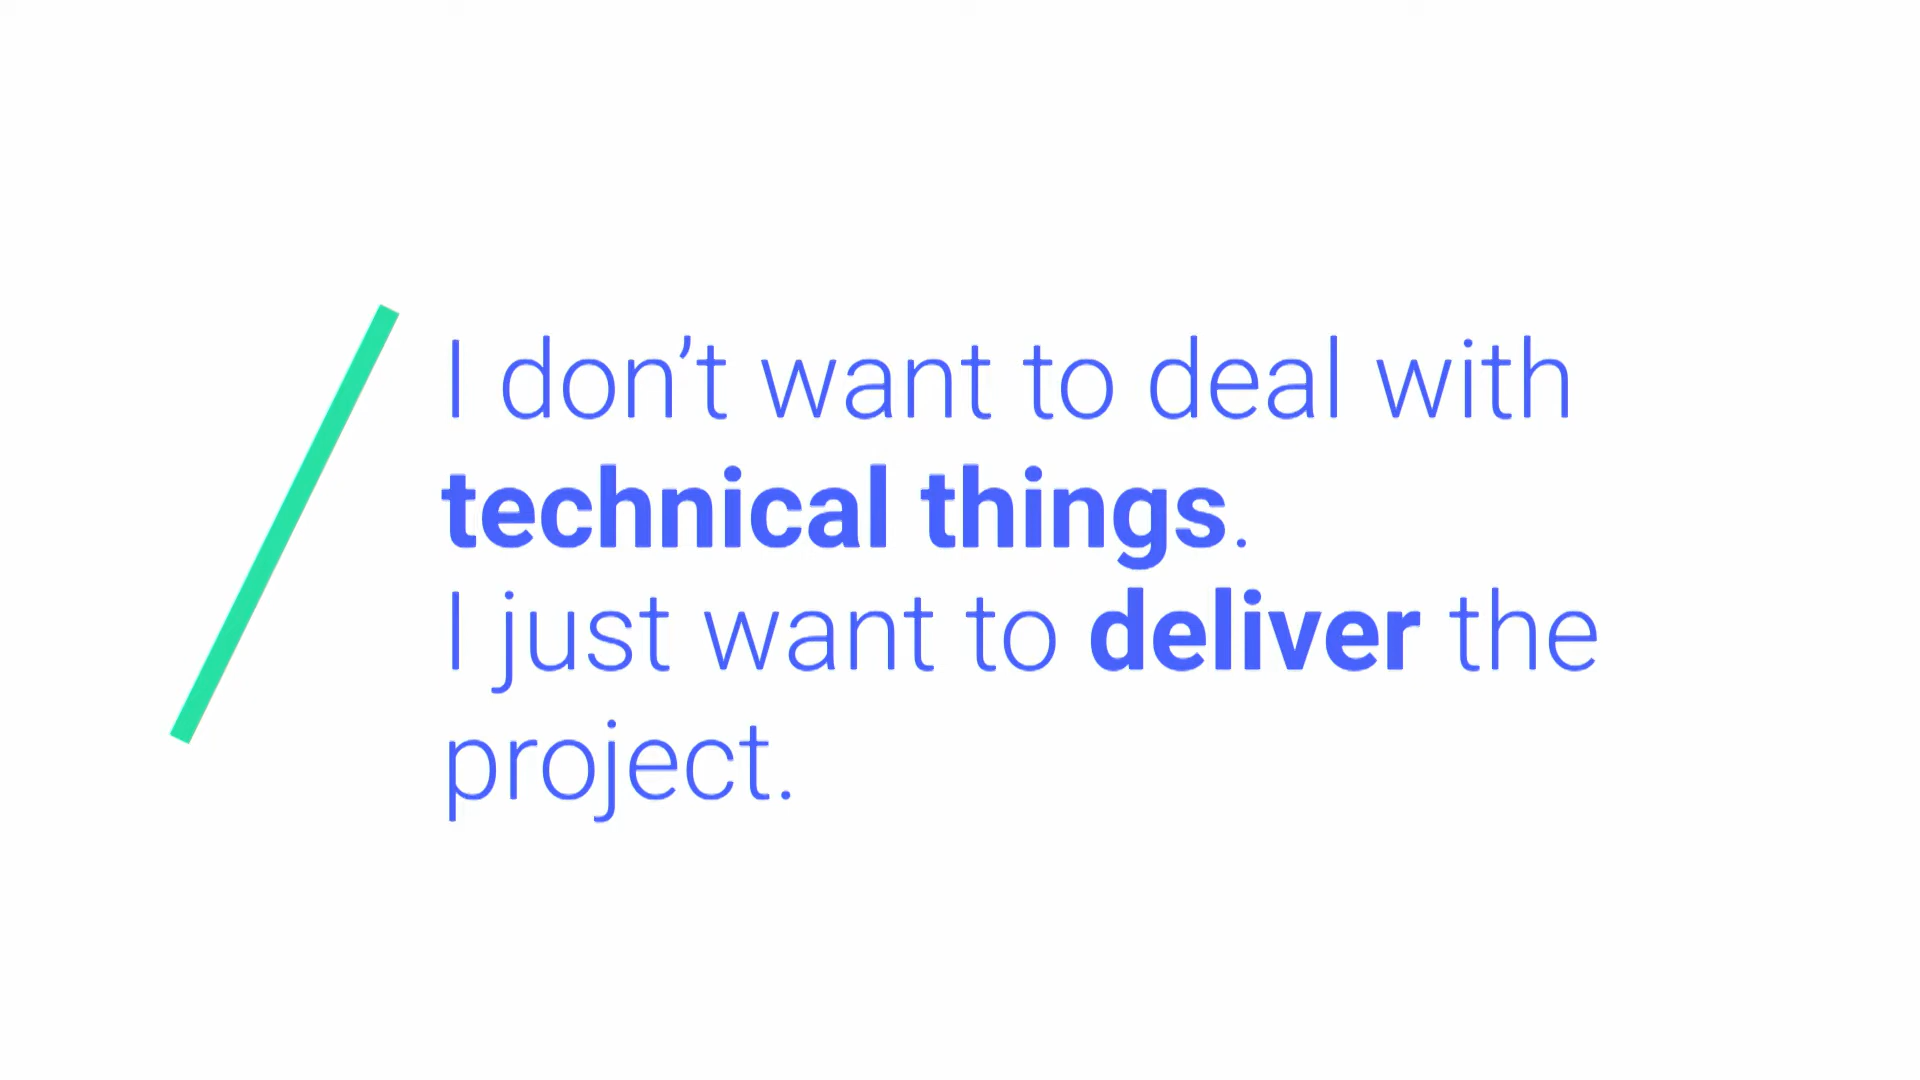 I don’t want to deal with
technical things.
I just want to deliver the
project.